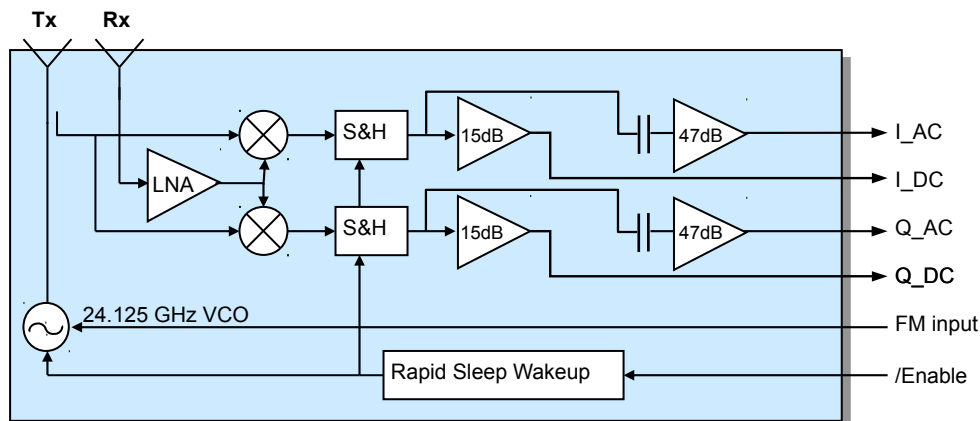 Tx
Rx
S&H
15dB
47dB
I_AC
LNA
I_DC
S&H
15dB
47dB
Q_AC
Q_DC
24.125 GHz VCO
FM input
Rapid Sleep Wakeup
/Enable